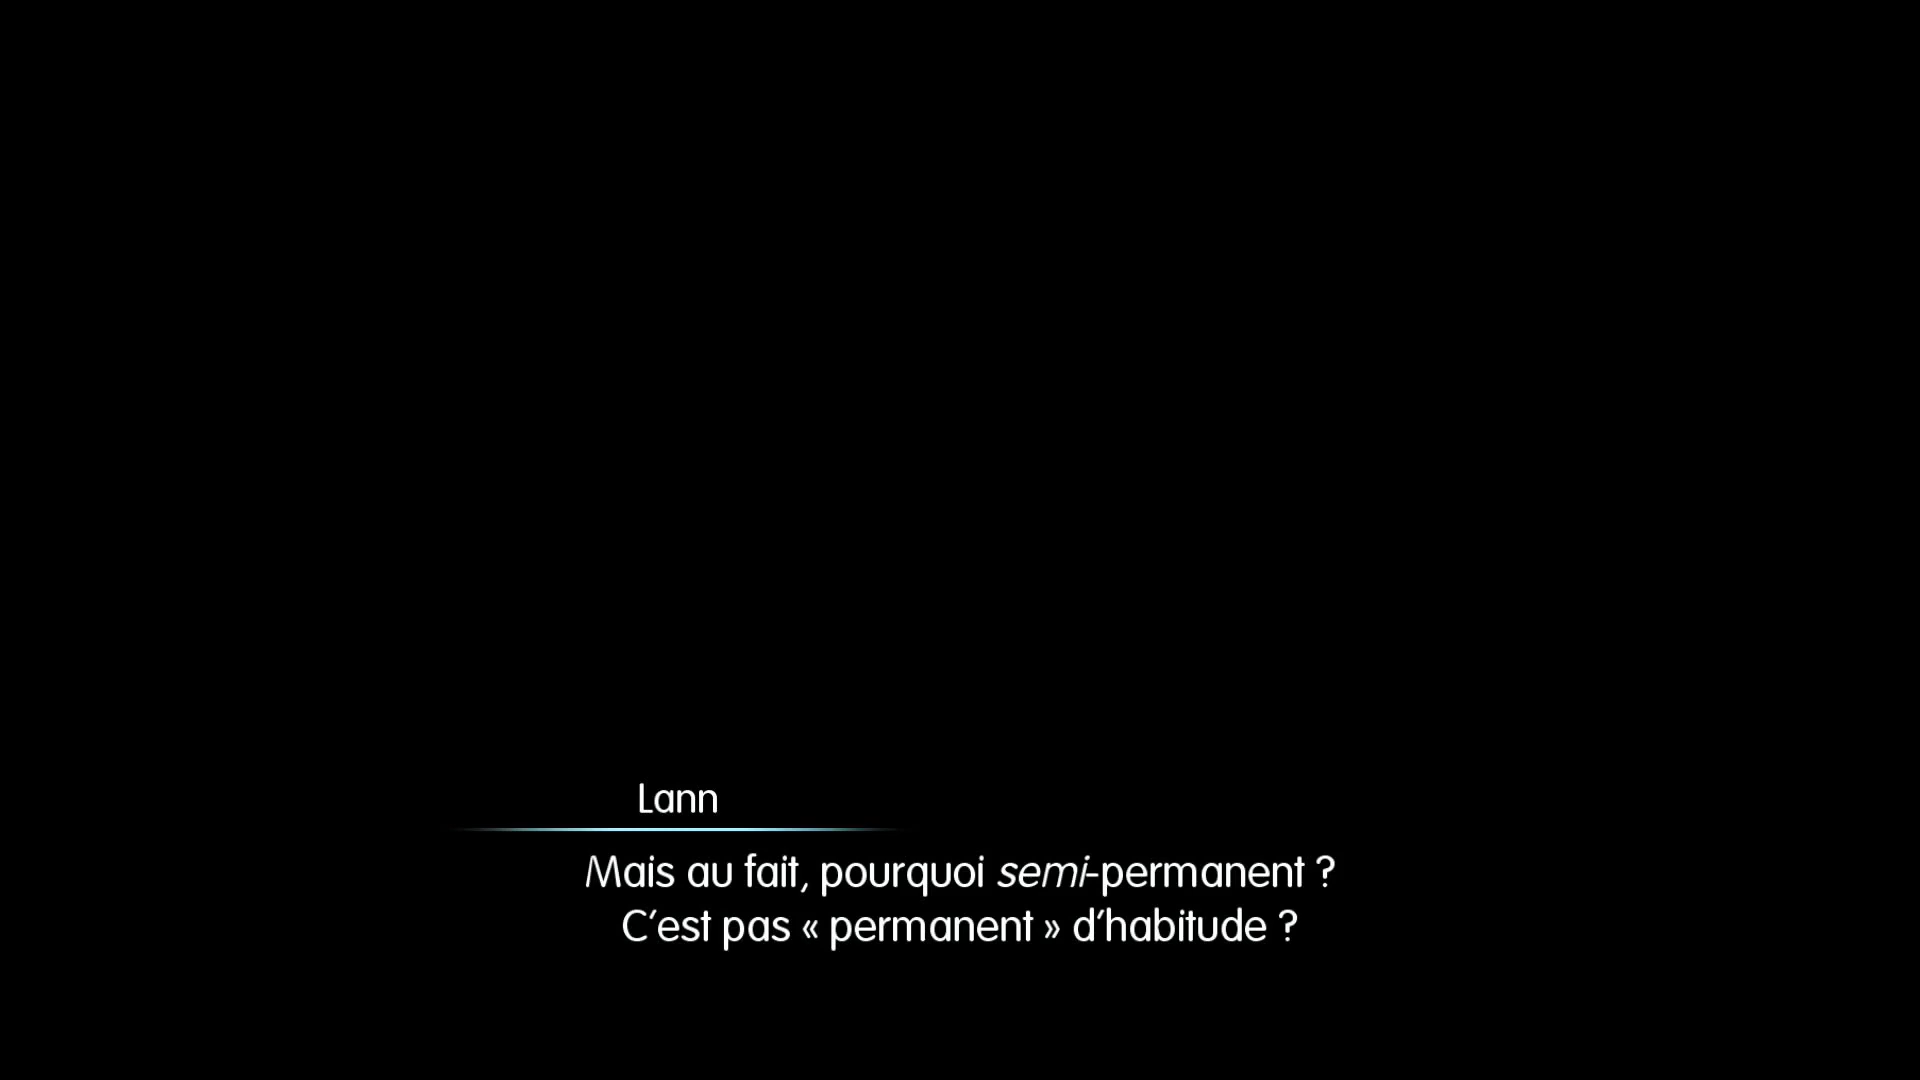 Lann
Mais au fait, pourquoi semi-permanent ?
C'est pas « permanent » d'habitude ?